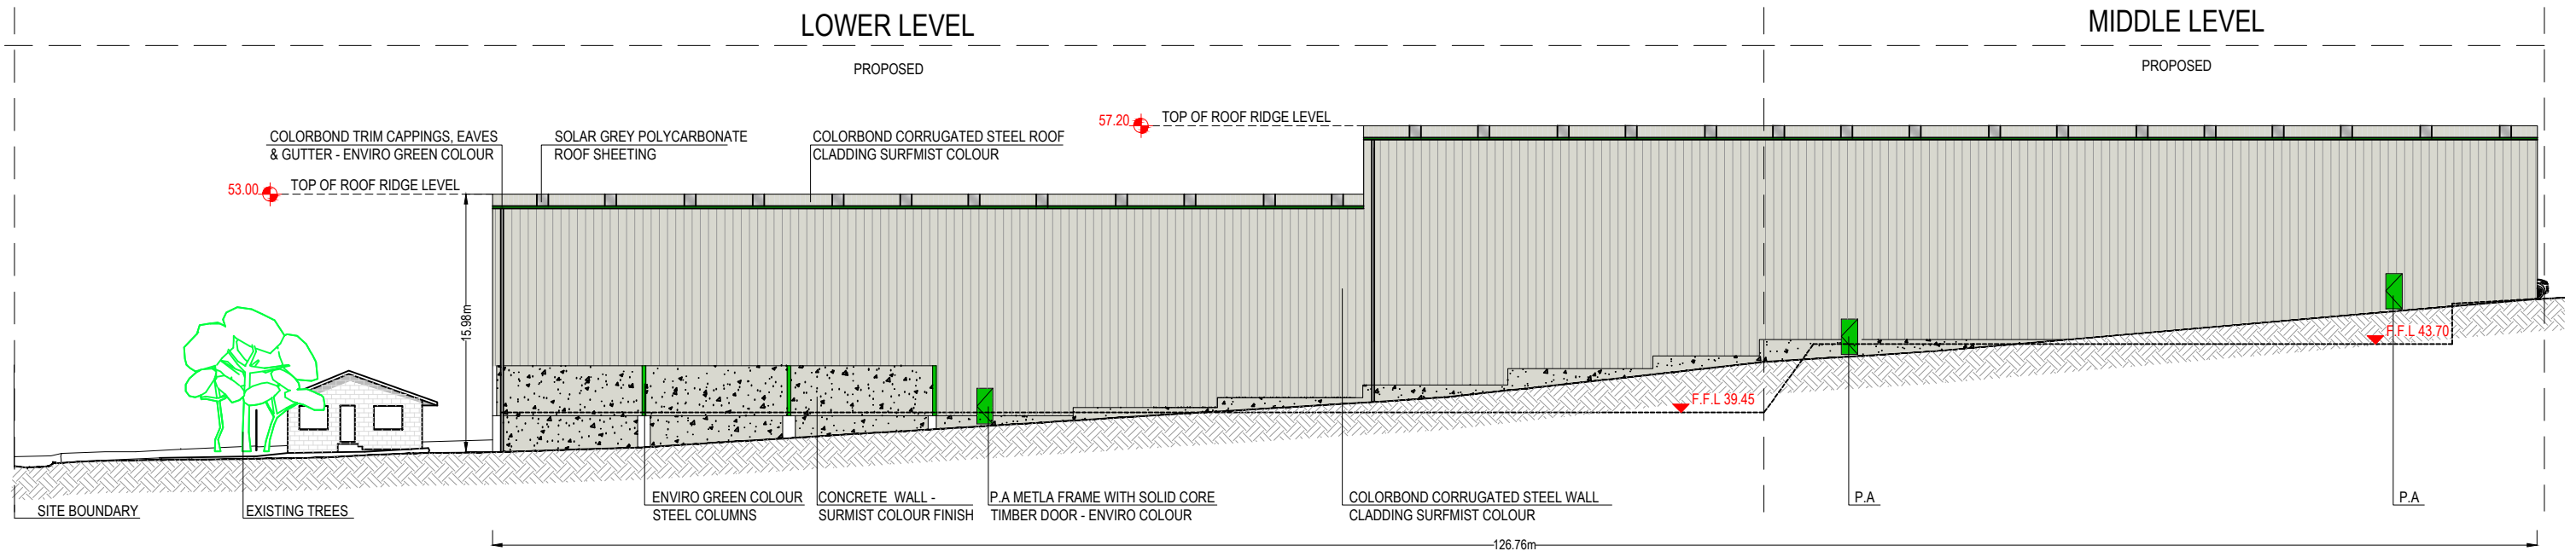 LOWER LEVEL
MIDDLE LEVEL
PROPOSED
PROPOSED
57.20
TOP OF ROOF RIDGE LEVEL
COLORBOND TRIM CAPPINGS, EAVES
& GUTTER - ENVIRO GREEN COLOUR
SOLAR GREY POLYCARBONATE
ROOF SHEETING
COLORBOND CORRUGATED STEEL ROOF
CLADDING SURFMIST COLOUR
53.00
TOP OF ROOF RIDGE LEVEL
15.98m
F.F.L 43.70
F.F.L 39.45
SITE BOUNDARY
EXISTING TREES
ENVIRO GREEN COLOUR
STEEL COLUMNS
CONCRETE WALL -
SURMIST COLOUR FINISH
P.A METLA FRAME WITH SOLID CORE
TIMBER DOOR - ENVIRO COLOUR
COLORBOND CORRUGATED STEEL WALL
CLADDING SURFMIST COLOUR
P.A
P.A
126.76m